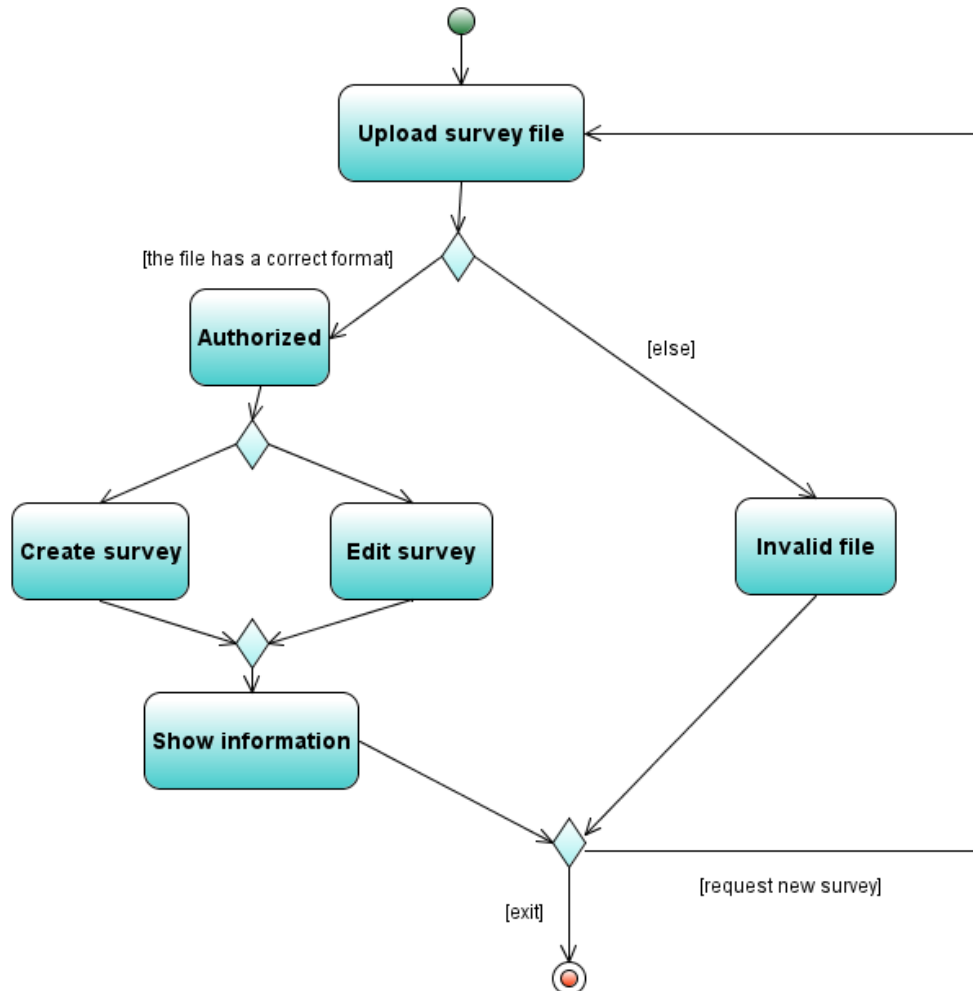 Upload survey file
[the file has a correct format]
Authorized
[else]
Create survey
Edit survey
Invalid file
Show information
[request new survey]
[exit]